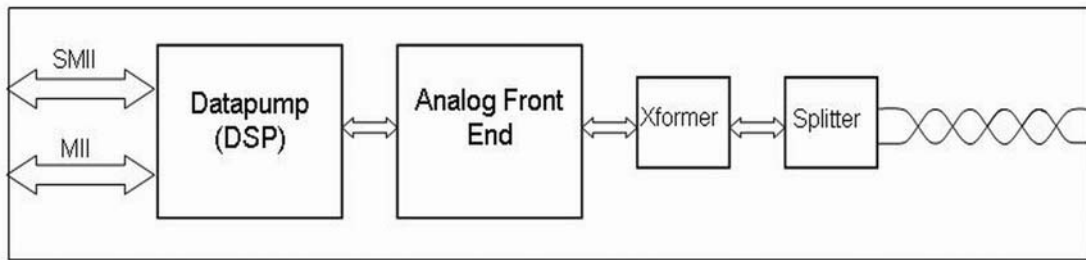 SMII
MII
Datapump
(DSP)
Analog Front
End
Xformer
Splitter